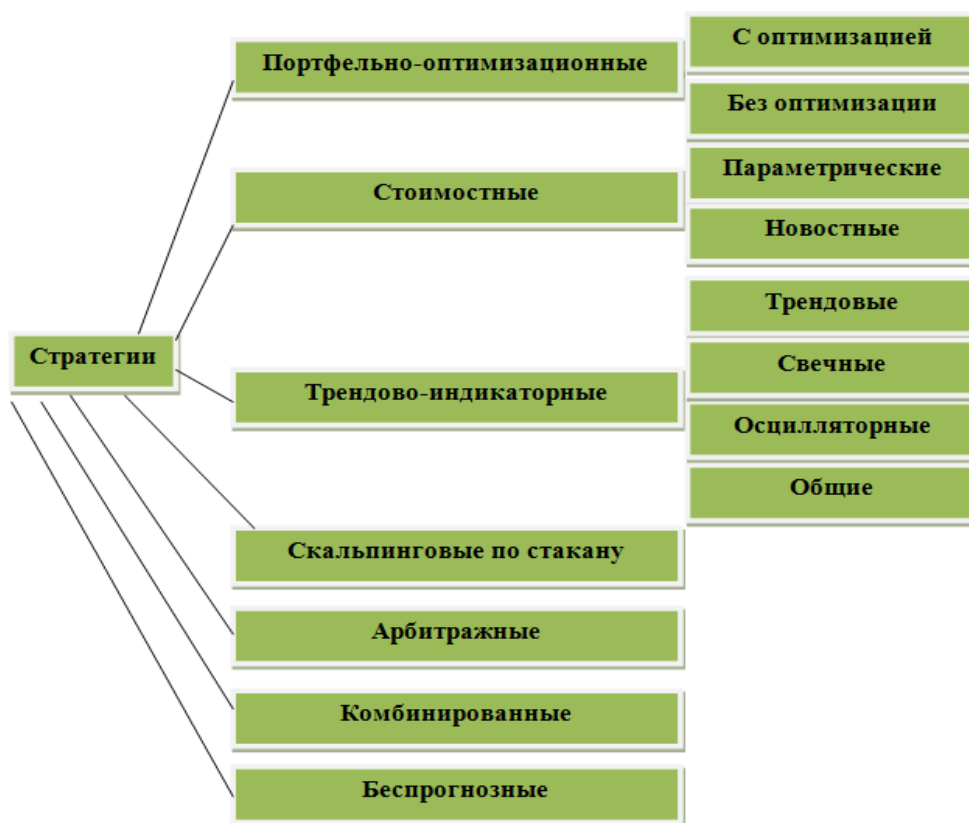 Стратегии
Портфельно-оптимизационные
С оптимизацией
Без оптимизации
Стоимостные
Параметрические
Новостные
Трендово-индикаторные
Трендовые
Свечные
Осцилляторные
Общие
Скальпинговые по стакану
Арбитражные
Комбинированные
Беспрогнозные